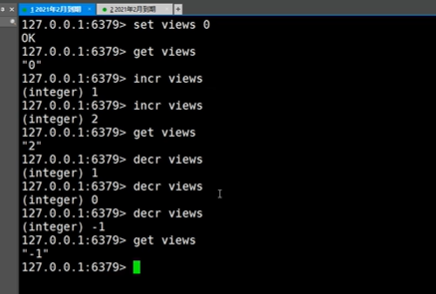 1 2021年2月到期
2 2021年2月到期
127.0.0.1:6379> set views 0
OK
127.0.0.1:6379> get views
"0"
127.0.0.1:6379> incr views
(integer) 1
127.0.0.1:6379> incr views
(integer) 2
127.0.0.1:6379> get views
"2"
127.0.0.1:6379> decr views
(integer) 1
127.0.0.1:6379> decr views
(integer) 0
127.0.0.1:6379> decr views
(integer) -1
127.0.0.1:6379> get views
"-1"
127.0.0.1:6379>